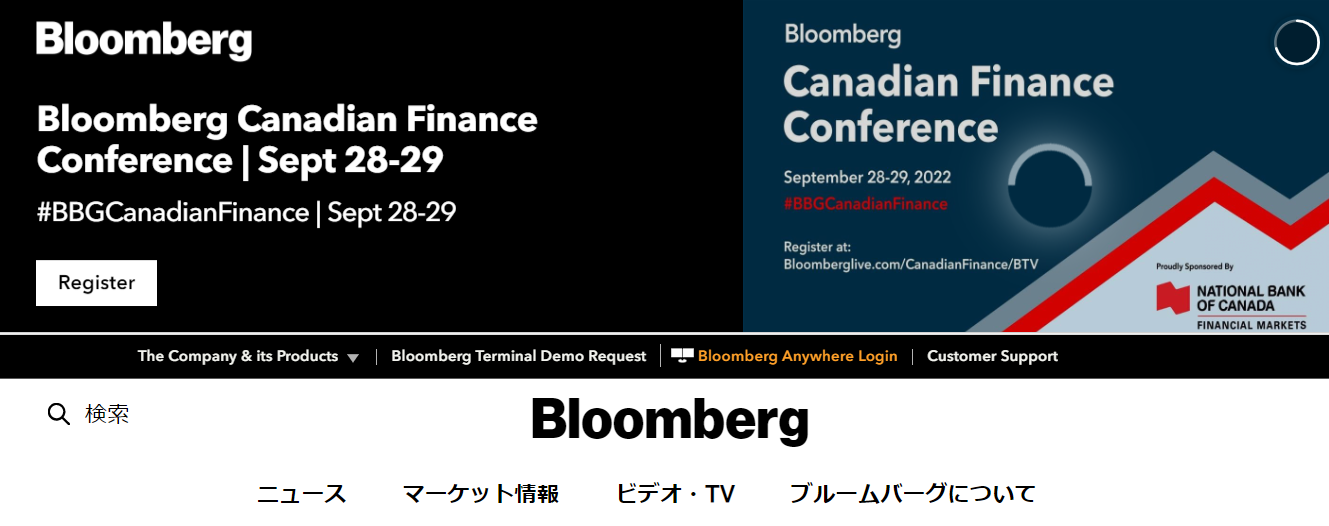 Bloomberg
Bloomberg Canadian Finance
Conference | Sept 28-29
#BBGCanadianFinance | Sept 28-29
Register
Bloomberg
Canadian Finance
Conference
September 28-29, 2022
#BBGCanadianFinance
Register at:
Bloomberglive.com/CanadianFinance/BTV
Proudly Sponsored By
NATIONAL BANK
OF CANADA
FINANCIAL MARKETS
The Company & its Products | Bloomberg Terminal Demo Request | Bloomberg Anywhere Login | Customer Support
検索
Bloomberg
ニュース マーケット情報 ビデオ・TV ブルームバーグについて